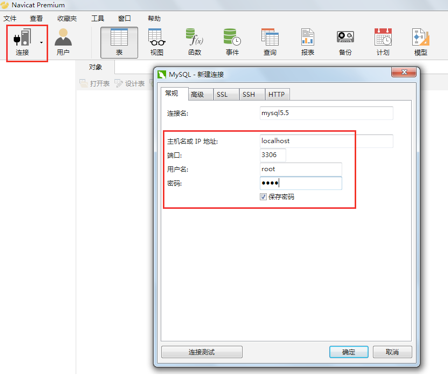 Navicat Premium
文件 查看 收藏夹 工具 窗口 帮助
连接 用户 表 视图 函数 事件 查询 报表 备份 计划 模型
对象
打开表 设计表
MySQL - 新建连接
常规 高级 SSL SSH HTTP
连接名: mysql5.5
主机名或 IP 地址: localhost
端口: 3306
用户名: root
密码: ●●●●
保存密码
连接测试 确定 取消